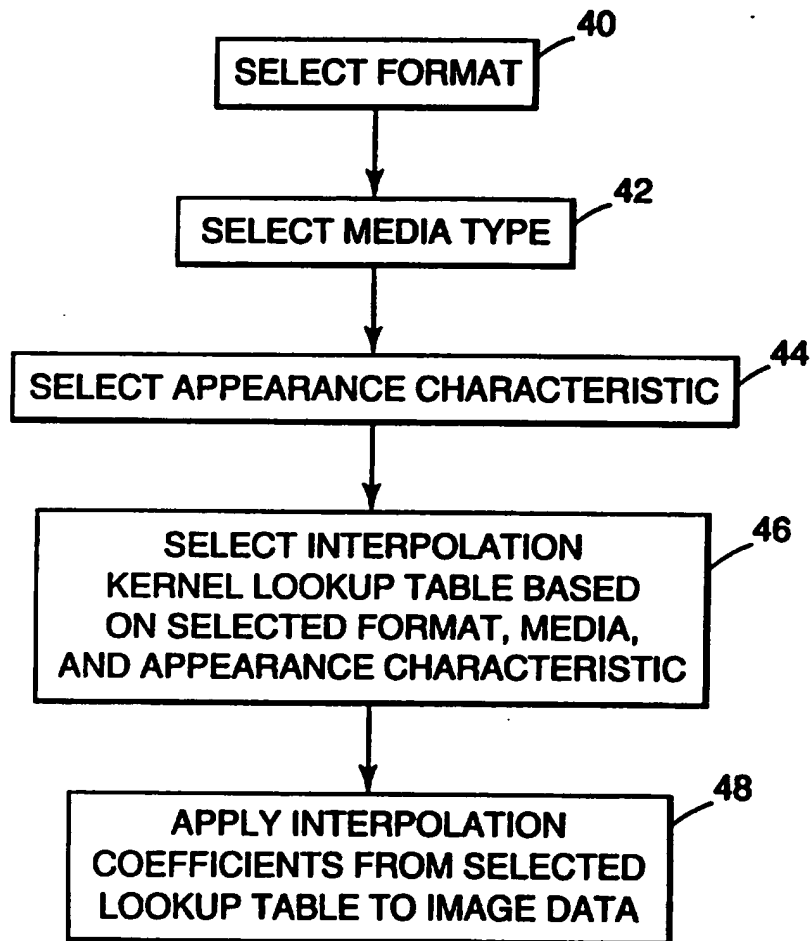 40
SELECT FORMAT
42
SELECT MEDIA TYPE
44
SELECT APPEARANCE CHARACTERISTIC
46
SELECT INTERPOLATION
KERNEL LOOKUP TABLE BASED
ON SELECTED FORMAT, MEDIA,
AND APPEARANCE CHARACTERISTIC
48
APPLY INTERPOLATION
COEFFICIENTS FROM SELECTED
LOOKUP TABLE TO IMAGE DATA